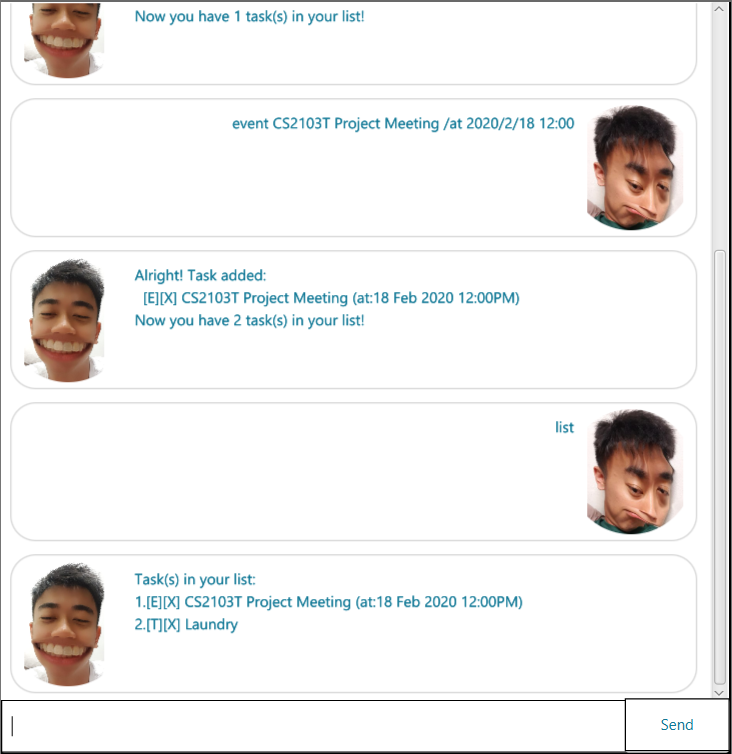 Now you have 1 task(s) in your list!
event CS2103T Project Meeting /at 2020/2/18 12:00
Alright! Task added:
[E][X] CS2103T Project Meeting (at:18 Feb 2020 12:00PM)
Now you have 2 task(s) in your list!
list
Task(s) in your list:
1.[E][X] CS2103T Project Meeting (at:18 Feb 2020 12:00PM)
2.[T][X] Laundry
Send